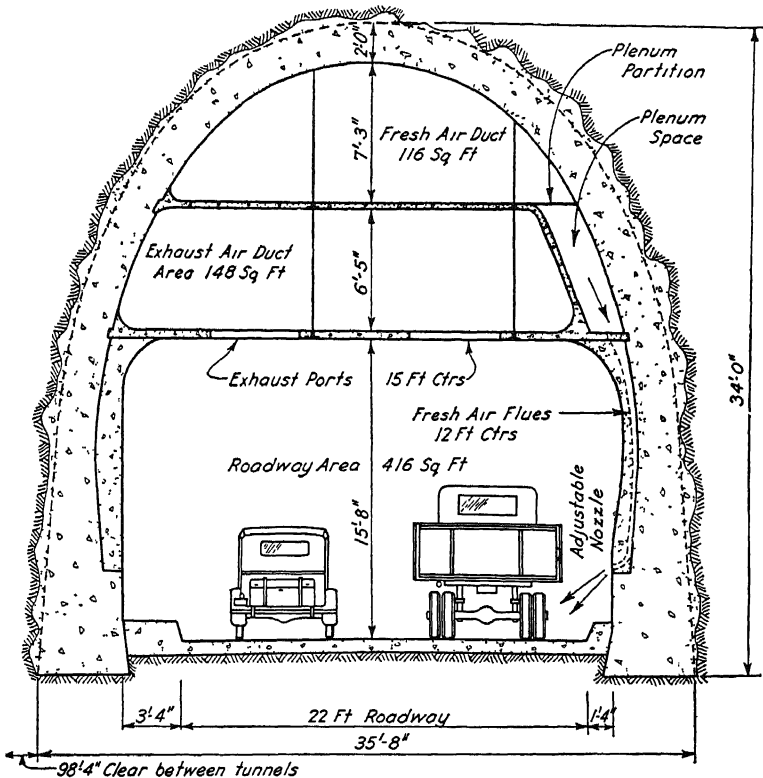 2'-0"
Plenum
Partition
Plenum
Space
Fresh Air Duct
116 Sq Ft
7'-3"
Exhaust Air Duct
Area 148 Sq Ft
6'-5"
Exhaust Ports
15 Ft Ctrs
Fresh Air Flues
12 Ft Ctrs
34'-0"
Roadway Area 416 Sq Ft
15'-8"
Adjustable
Nozzle
3'-4"
22 Ft Roadway
1'-4"
35'-8"
98'-4" Clear between tunnels